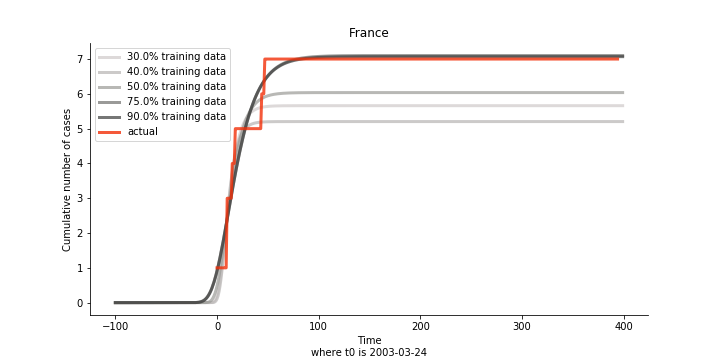 France
30.0% training data
40.0% training data
50.0% training data
75.0% training data
90.0% training data
actual
Cumulative number of cases
7
6
5
4
3
2
1
0
−100
0
100
200
300
400
Time
where t0 is 2003-03-24